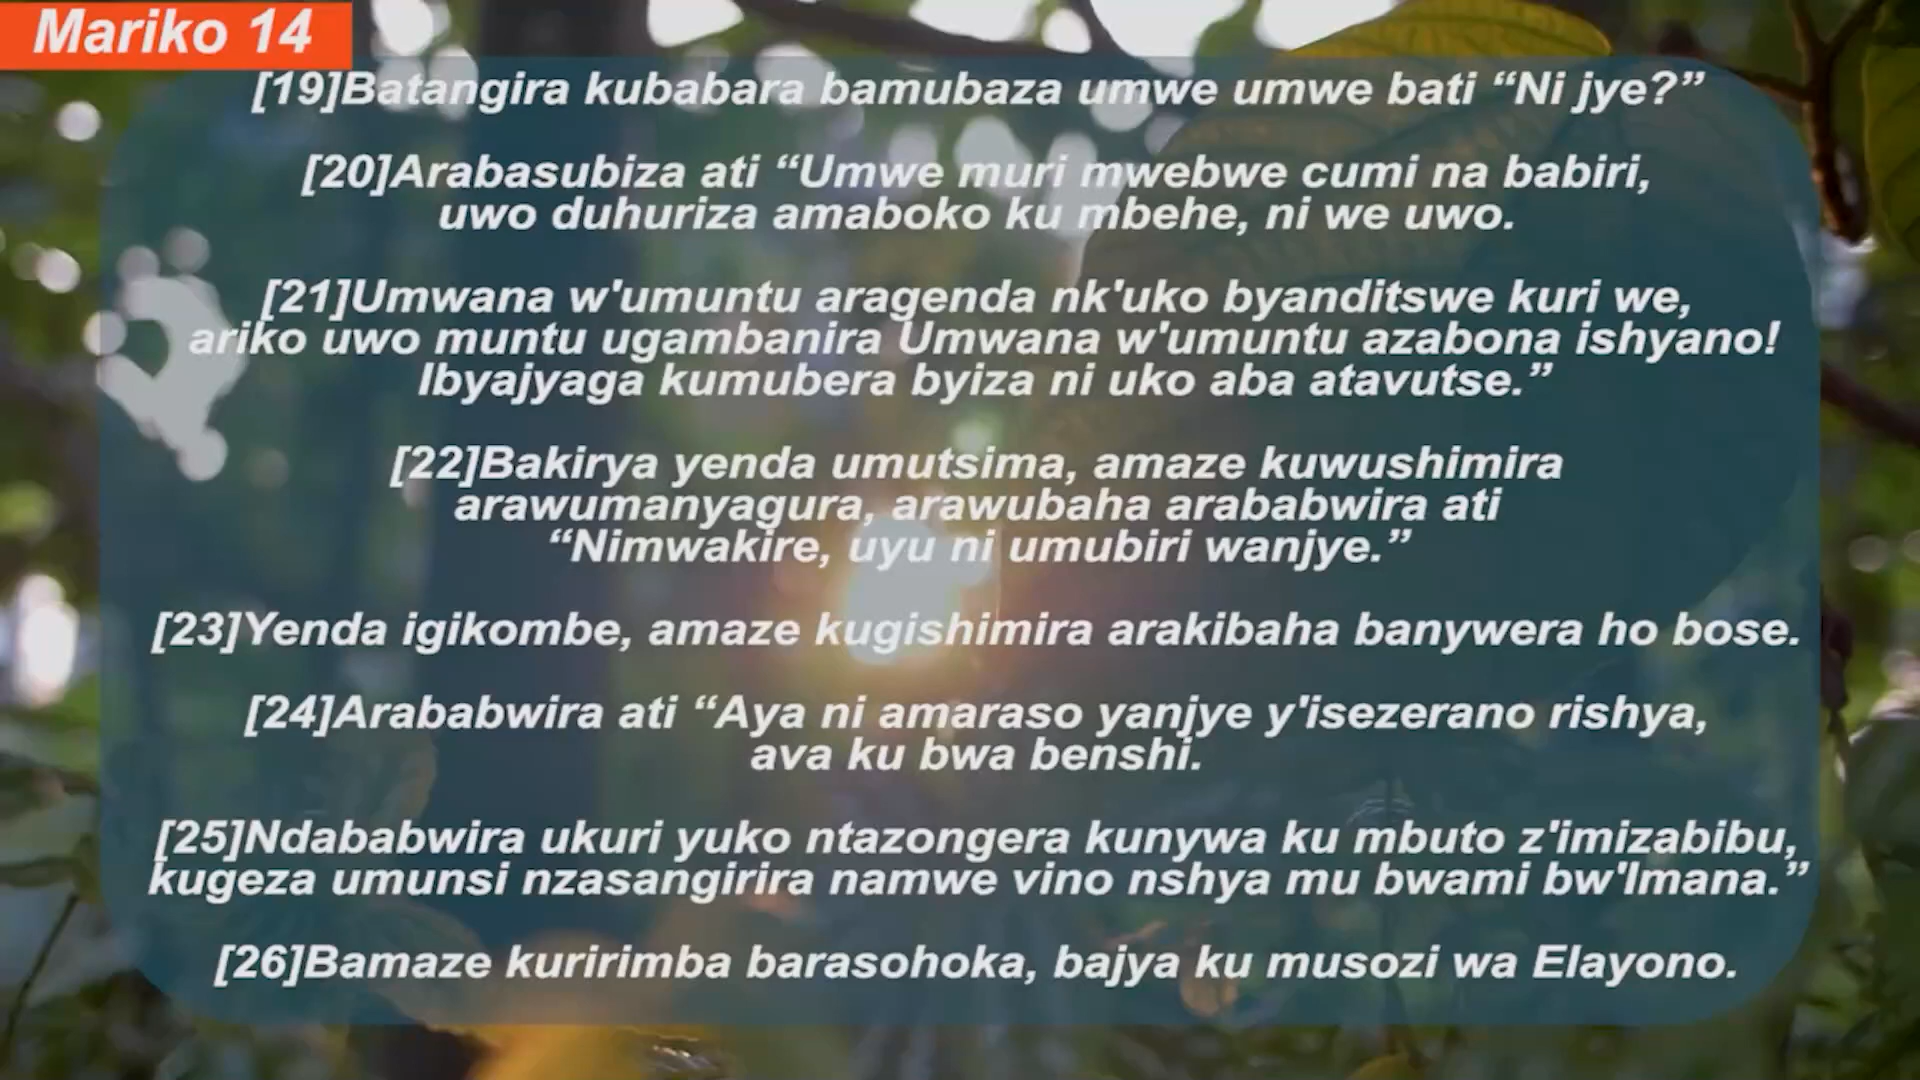 Mariko 14
[19]Batangira kubabara bamubaza umwe umwe bati “Ni jye?”
[20]Arabasubiza ati “Umwe muri mwebwe cumi na babiri,
uwo duhuriza amaboko ku mbehe, ni we uwo.
[21]Umwana w'umuntu aragenda nk'uko byanditswe kuri we,
ariko uwo muntu ugambanira Umwana w'umuntu azabona ishyano!
Ibyajyaga kumubera byiza ni uko aba atavutse.”
[22]Bakirya yenda umutsima, amaze kuwushimira
arawumanyagura, arawubaha arababwira ati
“Nimwakire, uyu ni umubiri wanjye.”
[23]Yenda igikombe, amaze kugishimira arakibaha banywera ho bose.
[24]Arababwira ati “Aya ni amaraso yanjye y'isezerano rishya,
ava ku bwa benshi.
[25]Ndababwira ukuri yuko ntazongera kunywa ku mbuto z'imizabibu,
kugeza umunsi nzasangirira namwe vino nshya mu bwami bw'Imana.”
[26]Bamaze kuririmba barasohoka, bajya ku musozi wa Elayono.